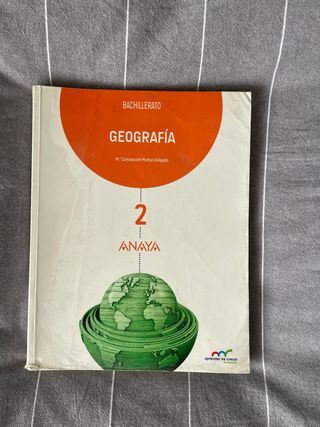 BACHILLERATO
GEOGRAFÍA
Mª Concepción Muñoz Delgado
2
ANAYA
aprender es crecer